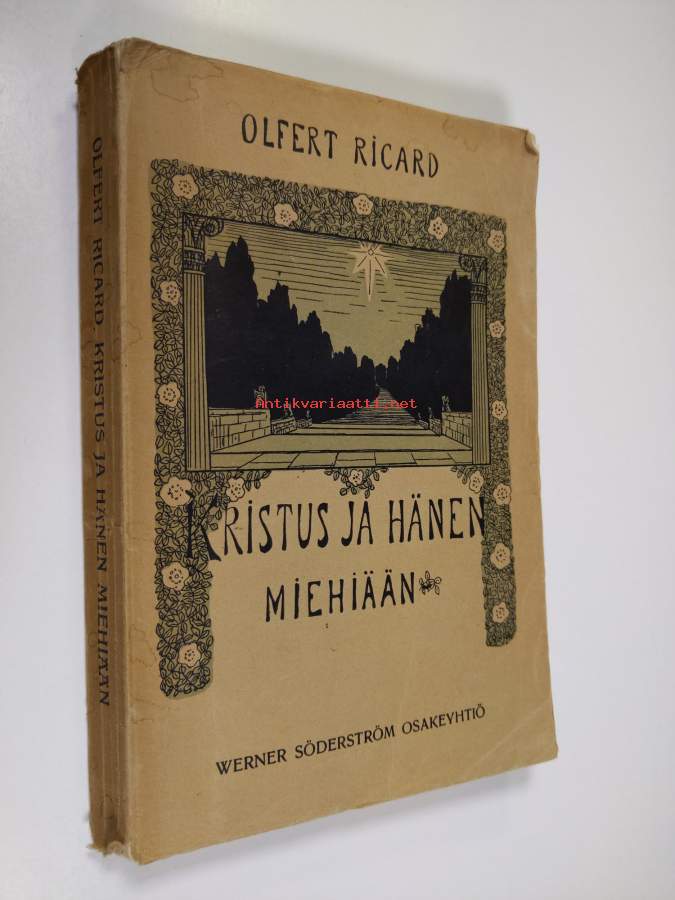 OLFERT RICARD
KRISTUS JA HÄNEN
MIEHIÄÄN
WERNER SÖDERSTRÖM OSAKEYHTIÖ
OLFERT RICARD KRISTUS JA HÄNEN MIEHIÄÄN
Antikvariaatti.net